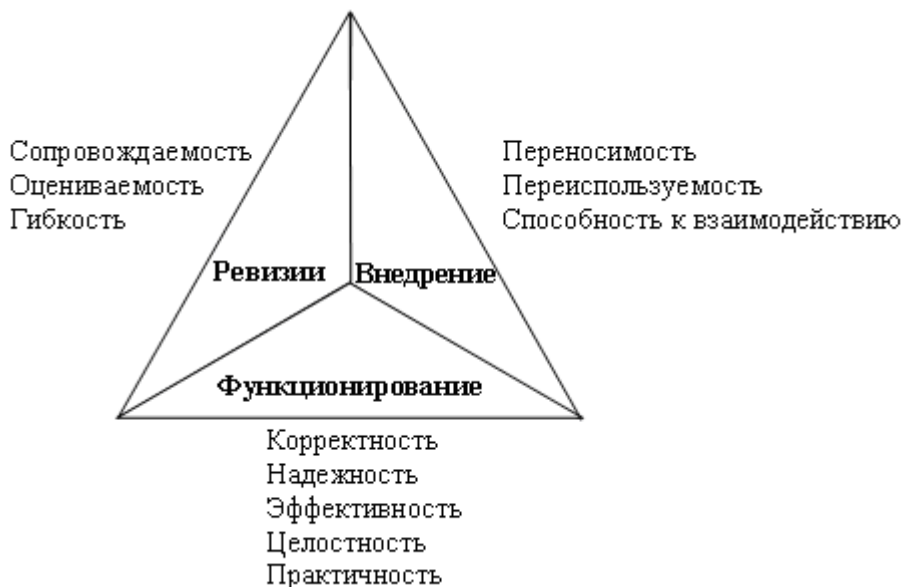 Сопровождаемость
Оцениваемость
Гибкость
Переносимость
Переиспользуемость
Способность к взаимодействию
Ревизии
Внедрение
Функционирование
Корректность
Надежность
Эффективность
Целостность
Практичность